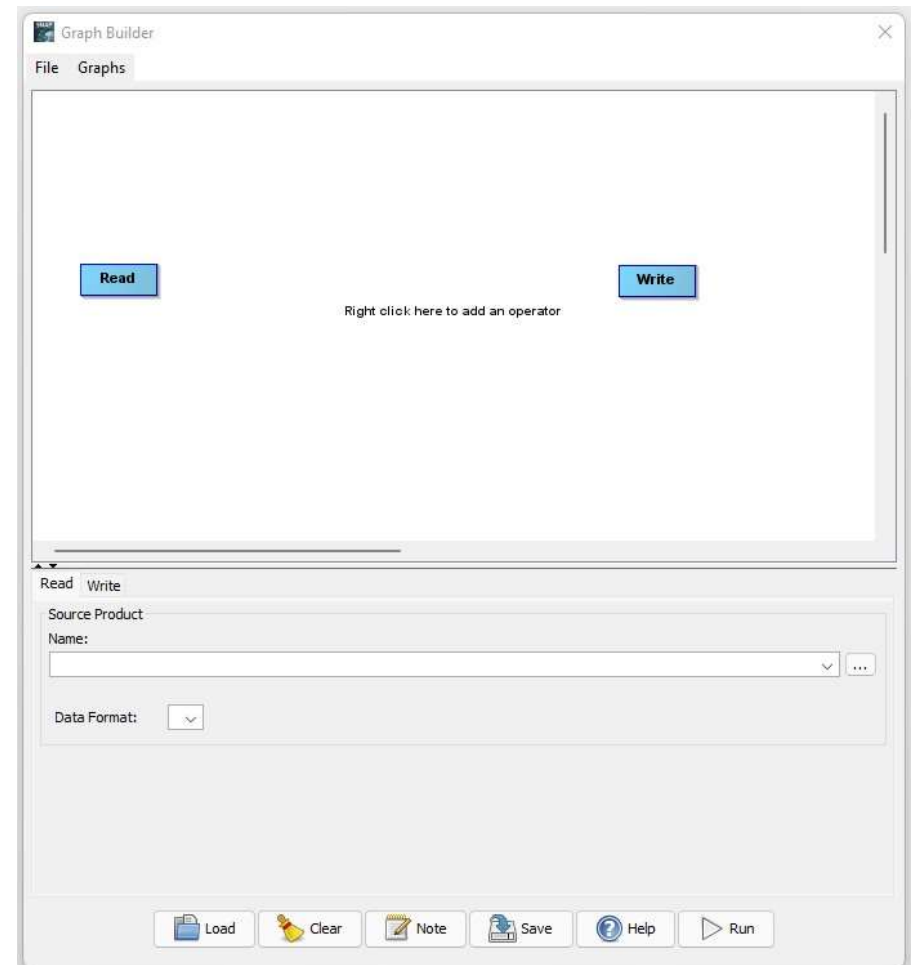 Graph Builder
File Graphs
Read
Write
Right click here to add an operator
Read Write
Source Product
Name:
...
Data Format:
Load Clear Note Save Help Run